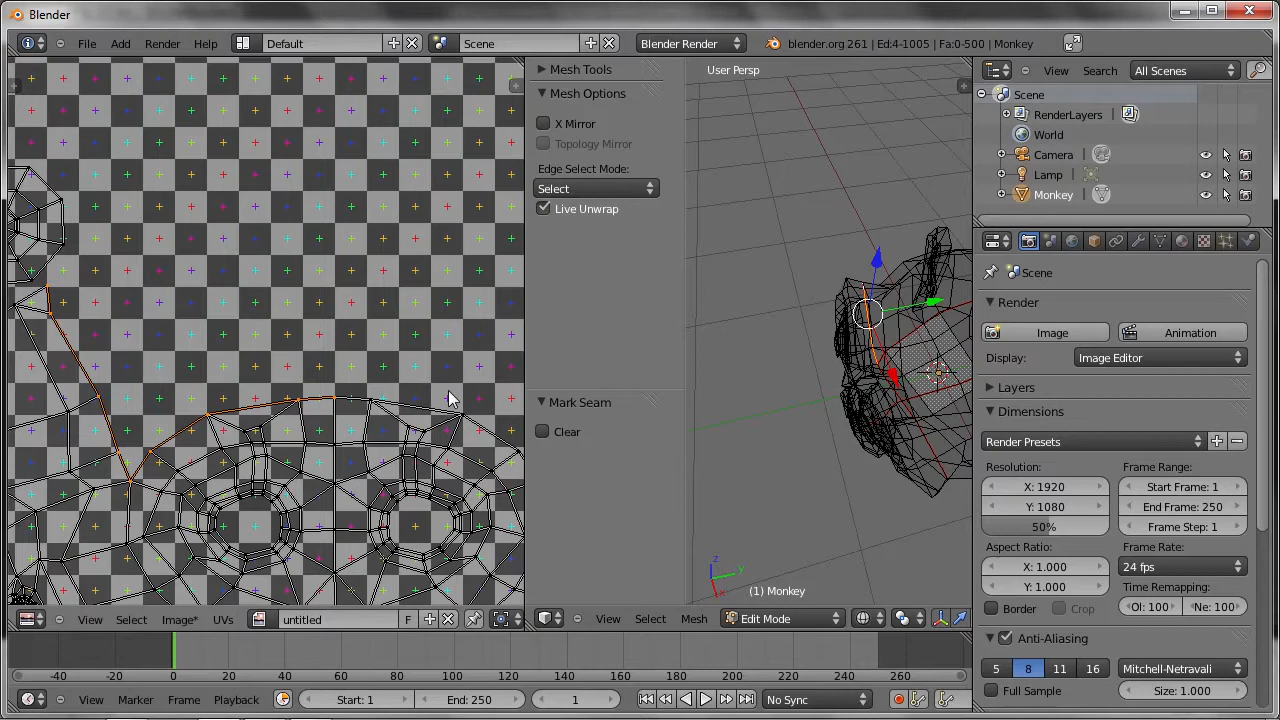 Blender
File Add Render Help Default Scene Blender Render blender.org 261 | Ed:4-1005 | Fa:0-500 | Monkey
Mesh Tools
Mesh Options
X Mirror
Topology Mirror
Edge Select Mode:
Select
Live Unwrap
Mark Seam
Clear
User Persp
z
y
x
(1) Monkey
View Search All Scenes
Scene
RenderLayers
World
Camera
Lamp
Monkey
Scene
Render
Image Animation
Display: Image Editor
Layers
Dimensions
Render Presets
Resolution: Frame Range:
X: 1920 Start Frame: 1
Y: 1080 End Frame: 250
50% Frame Step: 1
Aspect Ratio: Frame Rate:
X: 1.000 24 fps
Y: 1.000 Time Remapping:
Border Crop Ol: 100 Ne: 100
Anti-Aliasing
5 8 11 16 Mitchell-Netravali
Full Sample Size: 1.000
View Select Image* UVs untitled F
View Select Mesh Edit Mode
-40 -20 0 20 40 60 80 100 120 140 160 180 200 220 240 260
View Marker Frame Playback Start: 1 End: 250 1 No Sync